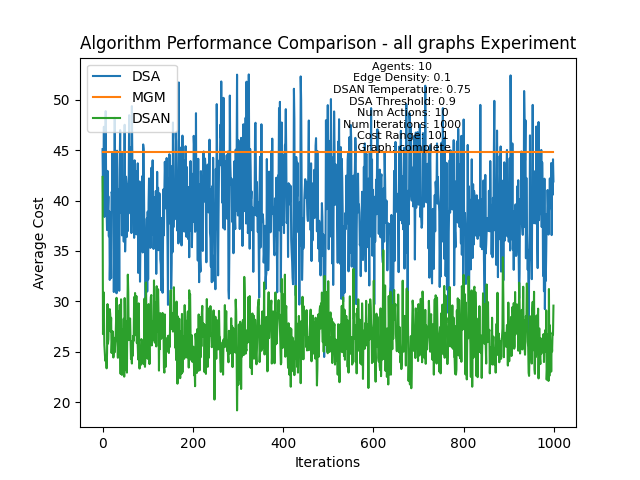 Algorithm Performance Comparison - all graphs Experiment
DSA
MGM
DSAN
Agents: 10
Edge Density: 0.1
DSAN Temperature: 0.75
DSA Threshold: 0.9
Num Actions: 10
Num Iterations: 1000
Cost Range: 101
Graph: complete
Average Cost
50
45
40
35
30
25
20
0
200
400
600
800
1000
Iterations